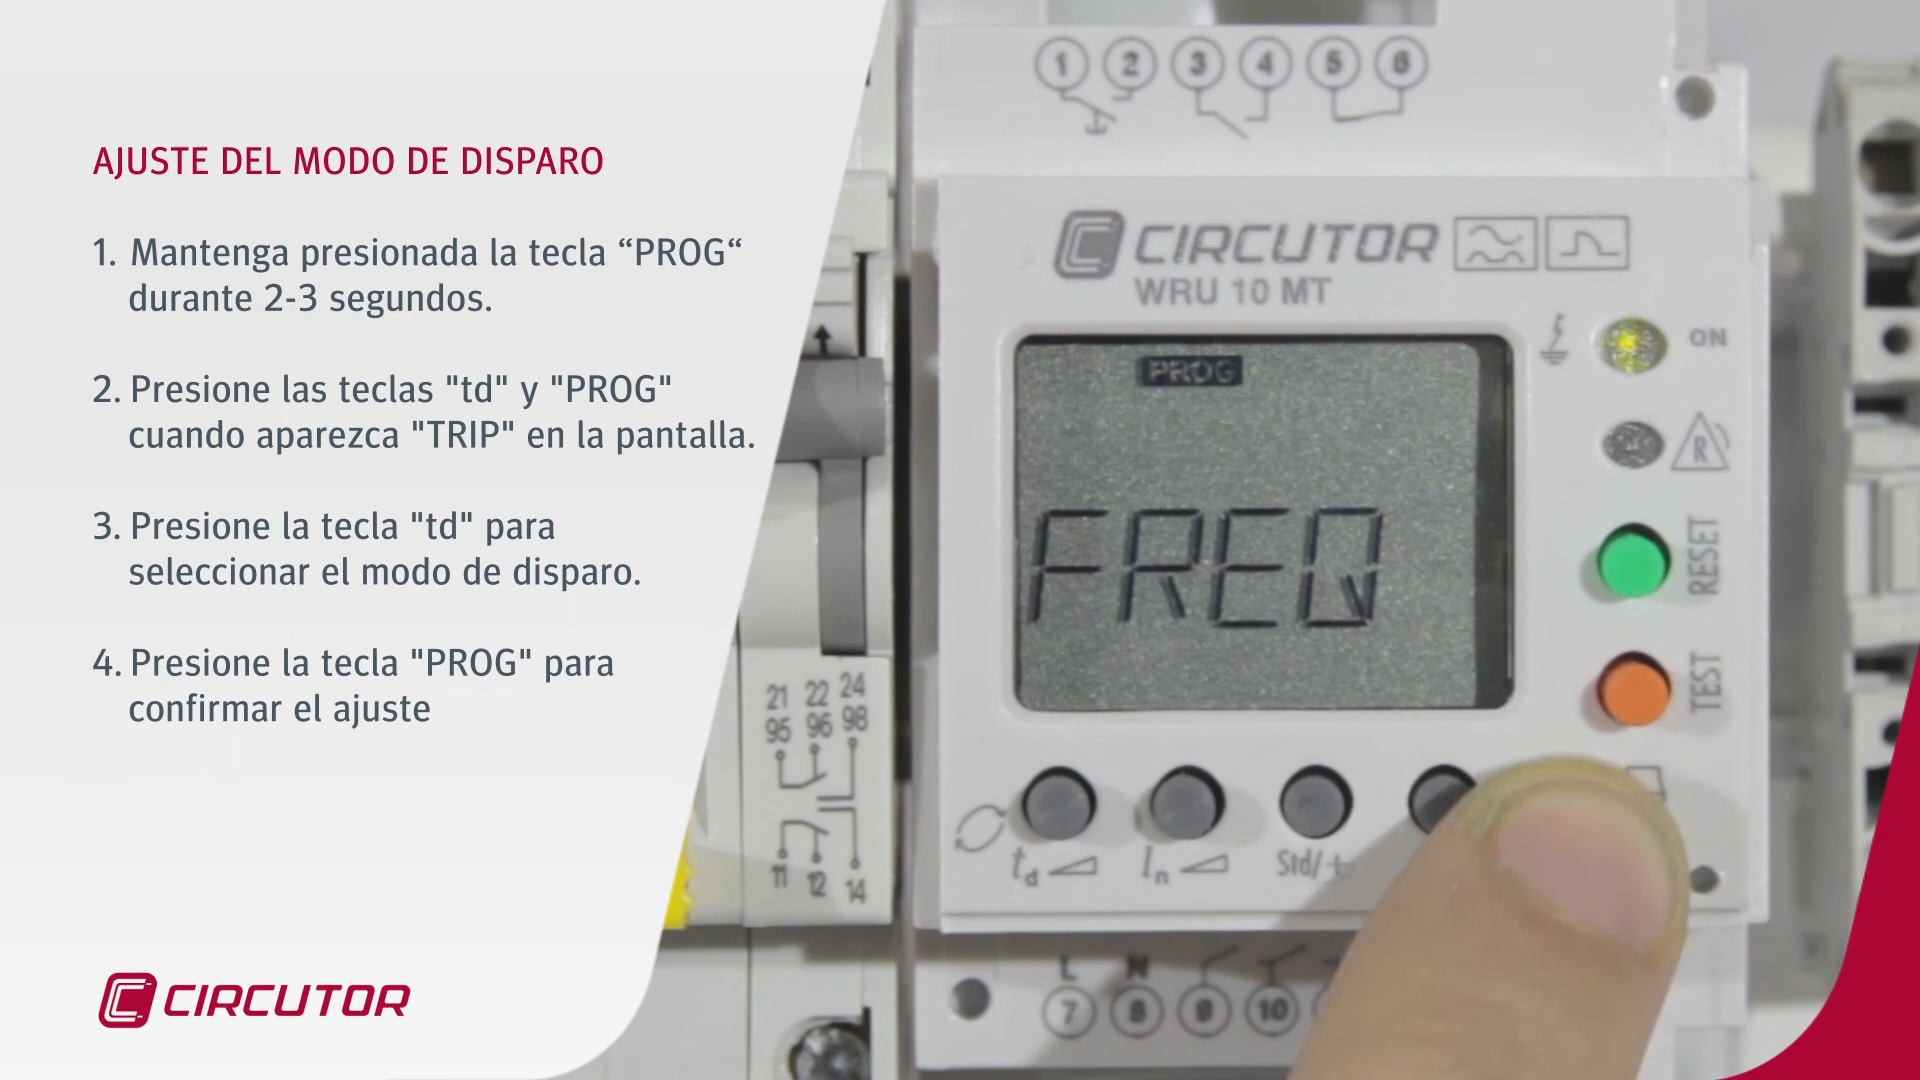 AJUSTE DEL MODO DE DISPARO
1. Mantenga presionada la tecla “PROG“
durante 2-3 segundos.
2. Presione las teclas "td" y "PROG"
cuando aparezca "TRIP" en la pantalla.
3. Presione la tecla "td" para
seleccionar el modo de disparo.
4. Presione la tecla "PROG" para
confirmar el ajuste
CIRCUTOR
1 2 3 4 5 6
CIRCUTOR
WRU 10 MT
ON
PROG
R
FREQ
RESET
TEST
td In Std/+
L N
7 8 9 10
21 22 24
95 96 98
11 12 14